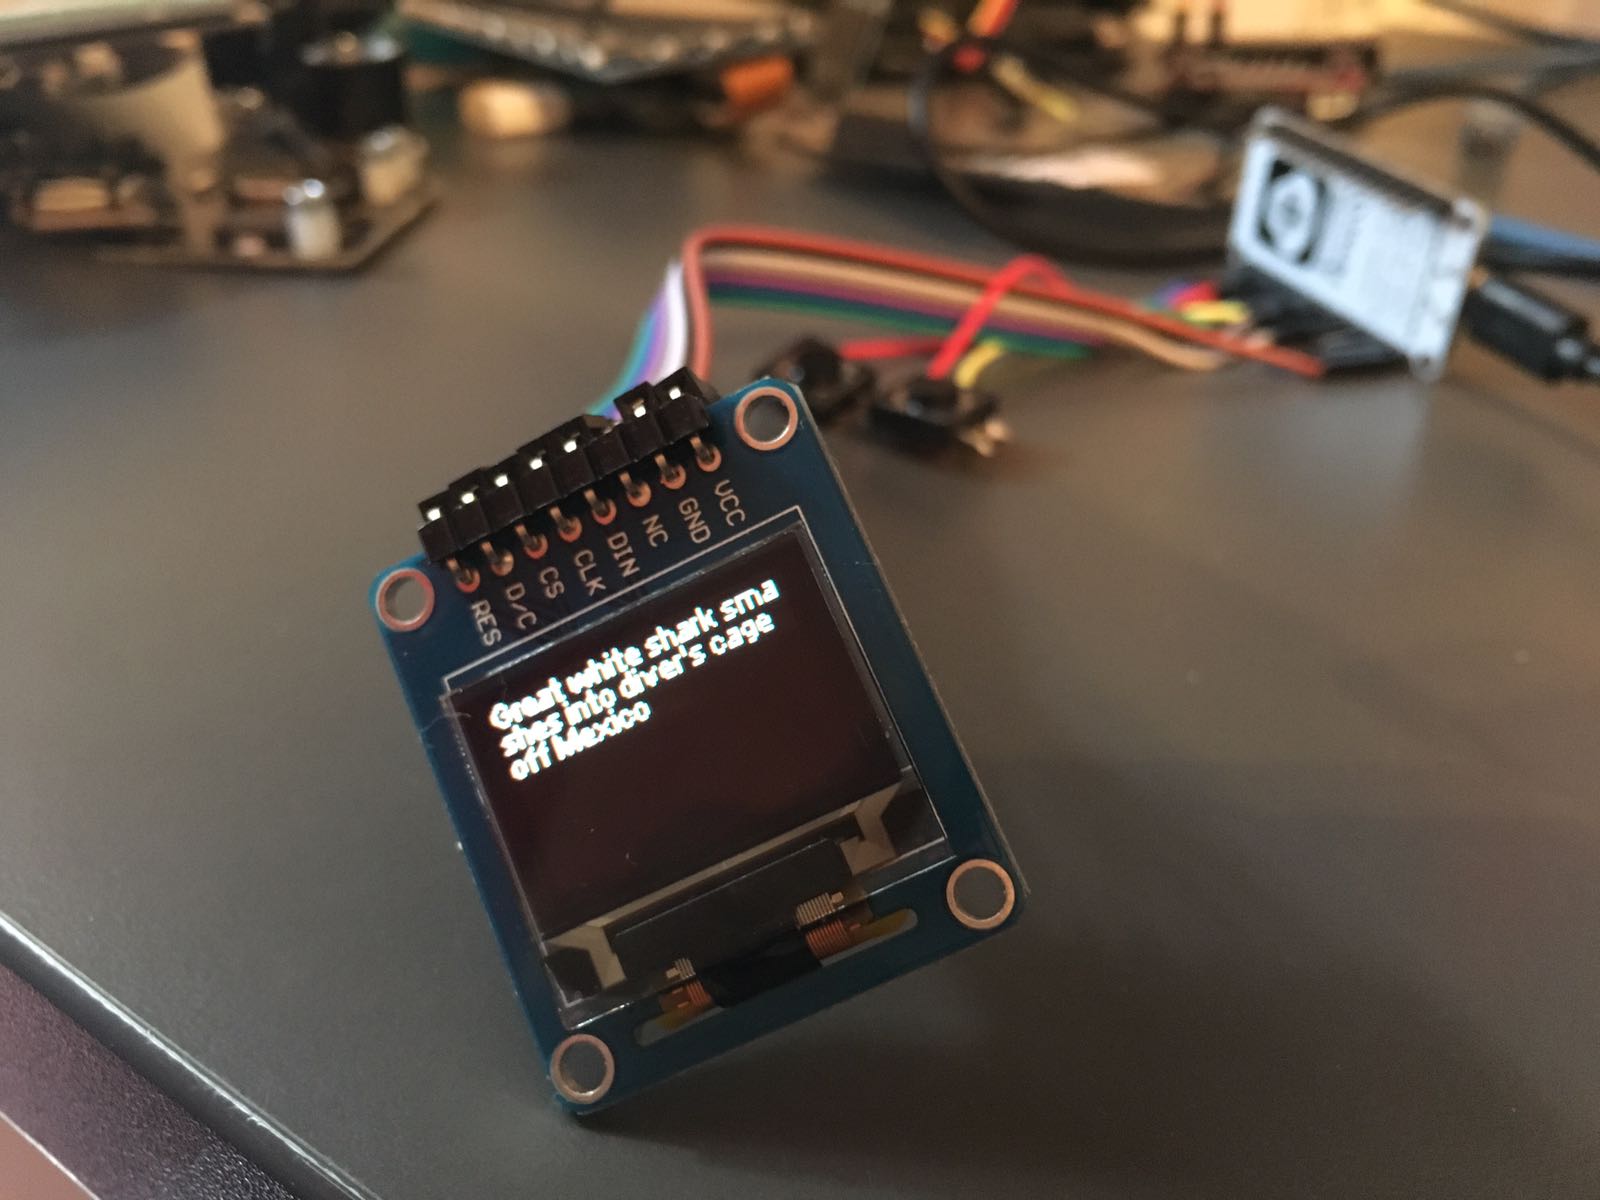 RES
D/C
CS
CLK
DIN
NC
GND
VCC
Great white shark sma
shes into diver's cage
off Mexico